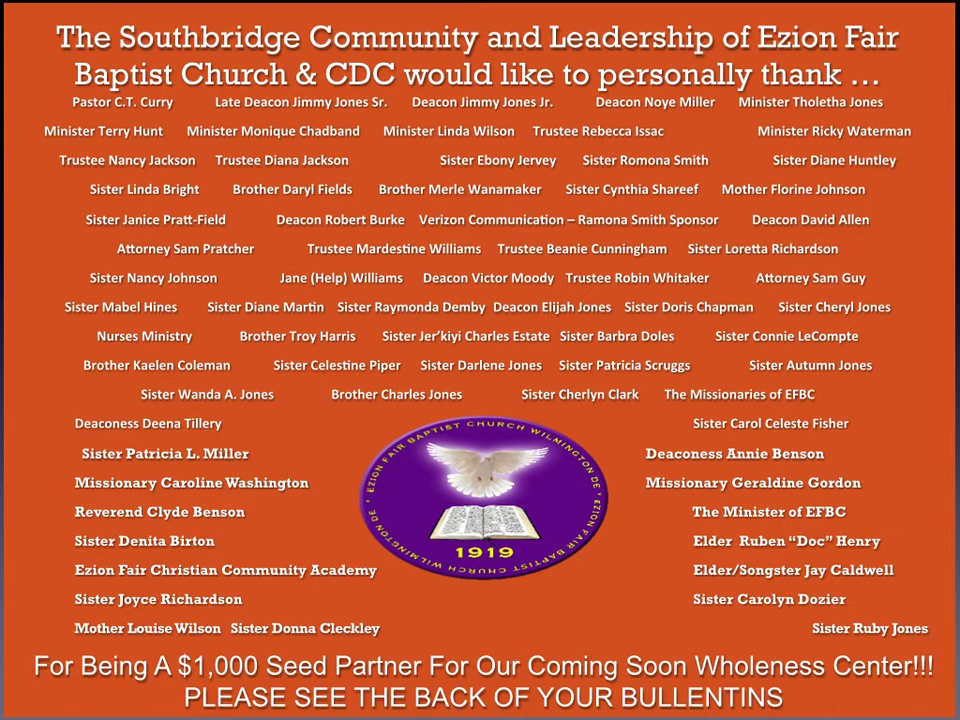 The Southbridge Community and Leadership of Ezion Fair
Baptist Church & CDC would like to personally thank …
Pastor C.T. Curry Late Deacon Jimmy Jones Sr. Deacon Jimmy Jones Jr. Deacon Noye Miller Minister Tholetha Jones
Minister Terry Hunt Minister Monique Chadband Minister Linda Wilson Trustee Rebecca Issac Minister Ricky Waterman
Trustee Nancy Jackson Trustee Diana Jackson Sister Ebony Jervey Sister Romona Smith Sister Diane Huntley
Sister Linda Bright Brother Daryl Fields Brother Merle Wanamaker Sister Cynthia Shareef Mother Florine Johnson
Sister Janice Pratt-Field Deacon Robert Burke Verizon Communication – Ramona Smith Sponsor Deacon David Allen
Attorney Sam Pratcher Trustee Mardestine Williams Trustee Beanie Cunningham Sister Loretta Richardson
Sister Nancy Johnson Jane (Help) Williams Deacon Victor Moody Trustee Robin Whitaker Attorney Sam Guy
Sister Mabel Hines Sister Diane Martin Sister Raymonda Demby Deacon Elijah Jones Sister Doris Chapman Sister Cheryl Jones
Nurses Ministry Brother Troy Harris Sister Jer’kiyi Charles Estate Sister Barbra Doles Sister Connie LeCompte
Brother Kaelen Coleman Sister Celestine Piper Sister Darlene Jones Sister Patricia Scruggs Sister Autumn Jones
Sister Wanda A. Jones Brother Charles Jones Sister Cherlyn Clark The Missionaries of EFBC
Deaconess Deena Tillery Sister Carol Celeste Fisher
Sister Patricia L. Miller Deaconess Annie Benson
Missionary Caroline Washington Missionary Geraldine Gordon
Reverend Clyde Benson The Minister of EFBC
Sister Denita Birton Elder Ruben “Doc” Henry
Ezion Fair Christian Community Academy Elder/Songster Jay Caldwell
Sister Joyce Richardson Sister Carolyn Dozier
Mother Louise Wilson Sister Donna Cleckley Sister Ruby Jones
EZION FAIR BAPTIST CHURCH WILMINGTON DE ' EZION FAIR BAPTIST CHURCH WILMINGTON DE '
1919
For Being A $1,000 Seed Partner For Our Coming Soon Wholeness Center!!!
PLEASE SEE THE BACK OF YOUR BULLENTINS